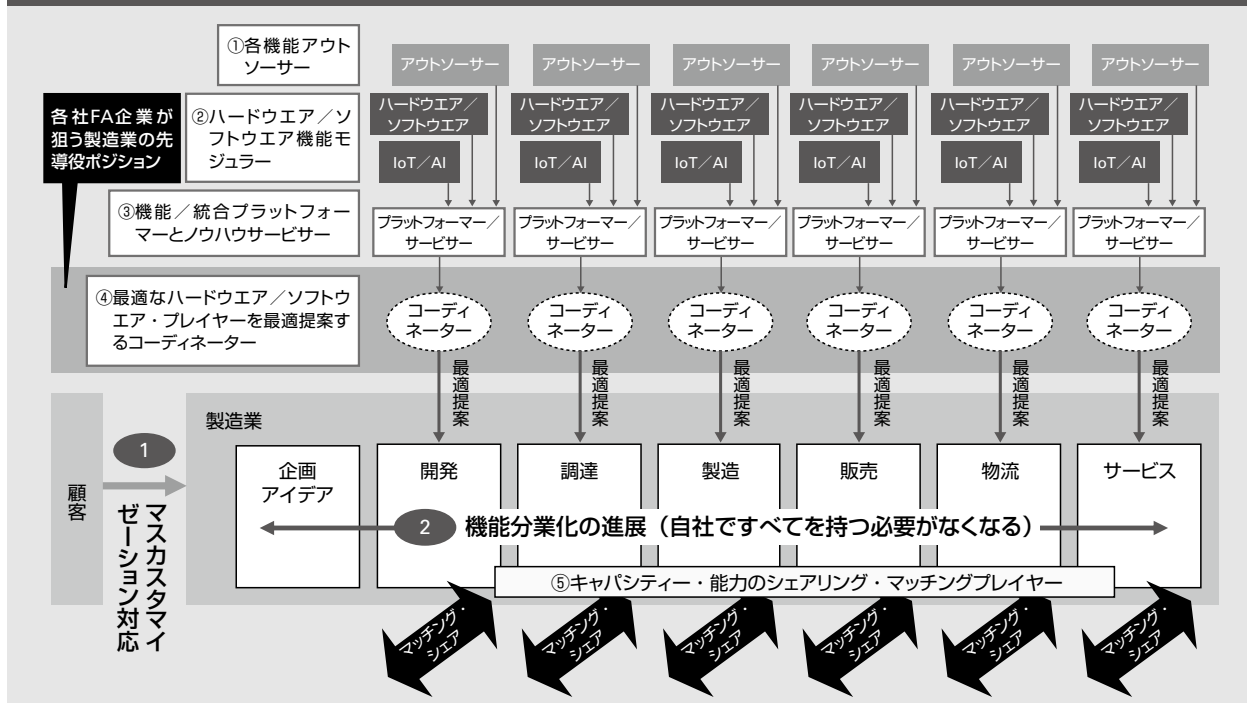 ①各機能アウト
ソーサー
アウトソーサー
アウトソーサー
アウトソーサー
アウトソーサー
アウトソーサー
アウトソーサー
各社FA企業が
狙う製造業の先
導役ポジション
②ハードウエア／ソ
フトウエア機能モ
ジュラー
ハードウエア／
ソフトウエア
ハードウエア／
ソフトウエア
ハードウエア／
ソフトウエア
ハードウエア／
ソフトウエア
ハードウエア／
ソフトウエア
ハードウエア／
ソフトウエア
IoT／AI
IoT／AI
IoT／AI
IoT／AI
IoT／AI
IoT／AI
③機能／統合プラットフォー
マーとノウハウサービサー
プラットフォーマー／
サービサー
プラットフォーマー／
サービサー
プラットフォーマー／
サービサー
プラットフォーマー／
サービサー
プラットフォーマー／
サービサー
プラットフォーマー／
サービサー
④最適なハードウエア／ソフトウ
エア・プレイヤーを最適提案す
るコーディネーター
コーディ
ネーター
コーディ
ネーター
コーディ
ネーター
コーディ
ネーター
コーディ
ネーター
コーディ
ネーター
最適提案
最適提案
最適提案
最適提案
最適提案
最適提案
顧客
1
マスカスタマイ
ゼーション対応
製造業
企画
アイデア
開発
調達
製造
販売
物流
サービス
2 機能分業化の進展（自社ですべてを持つ必要がなくなる）
⑤キャパシティー・能力のシェアリング・マッチングプレイヤー
マッチング・
シェア
マッチング・
シェア
マッチング・
シェア
マッチング・
シェア
マッチング・
シェア
マッチング・
シェア